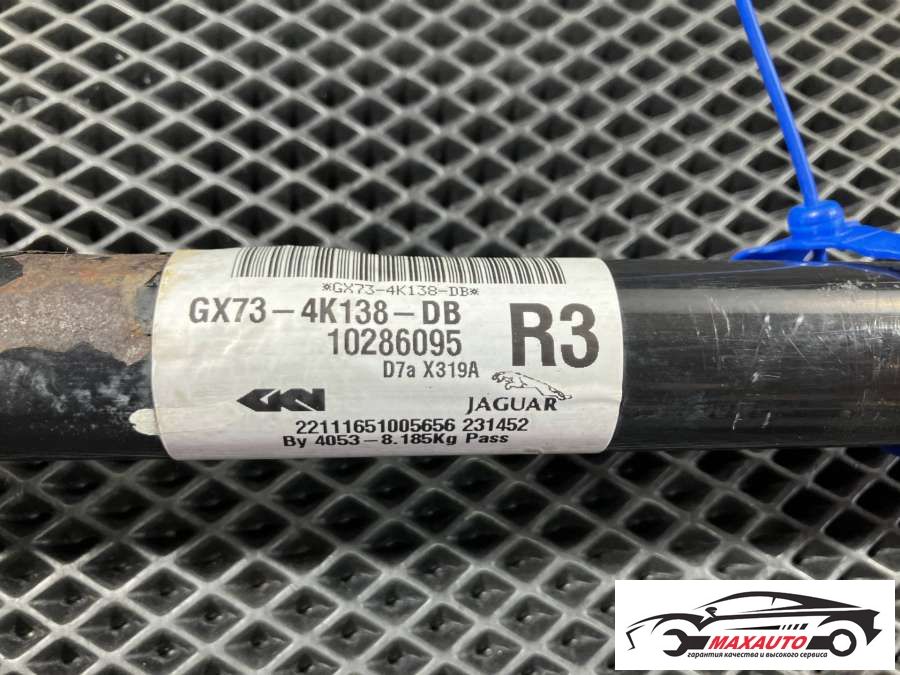 *GX73-4K138-DB*
GX73-4K138-DB
R3
10286095
D7a X319A
GKN
JAGUAR
22111651005656 231452
By 4053-8.185Kg Pass
MAXAUTO
гарантия качества и высокого сервиса